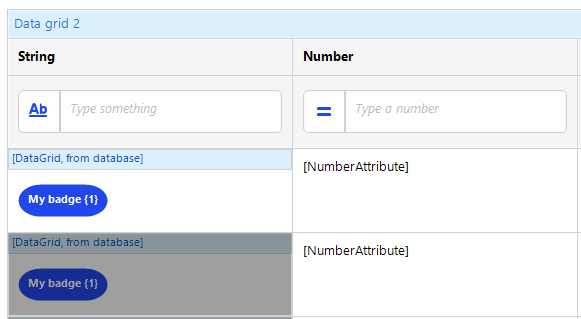 Data grid 2
String Number
Ab Type something = Type a number
[DataGrid, from database]
[NumberAttribute]
My badge {1}
[DataGrid, from database]
[NumberAttribute]
My badge {1}